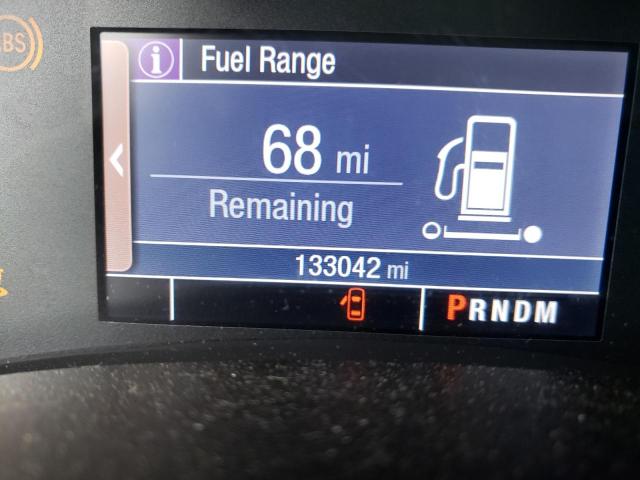 ABS
i Fuel Range
68 mi
Remaining
133042 mi
PRNDM